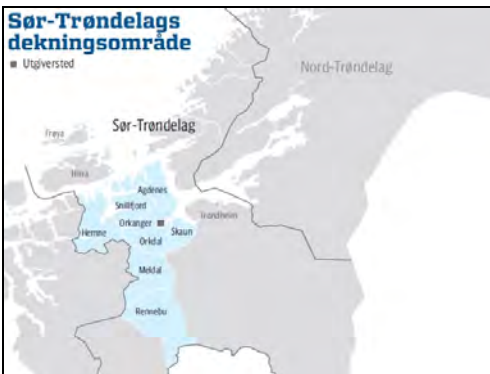 Sør-Trøndelags
dekningsområde
Utgiversted
Nord-Trøndelag
Sør-Trøndelag
Frøya
Hitra
Agdenes
Snillfjord
Trondheim
Orkanger
Hemne
Skaun
Orkdal
Meldal
Rennebu